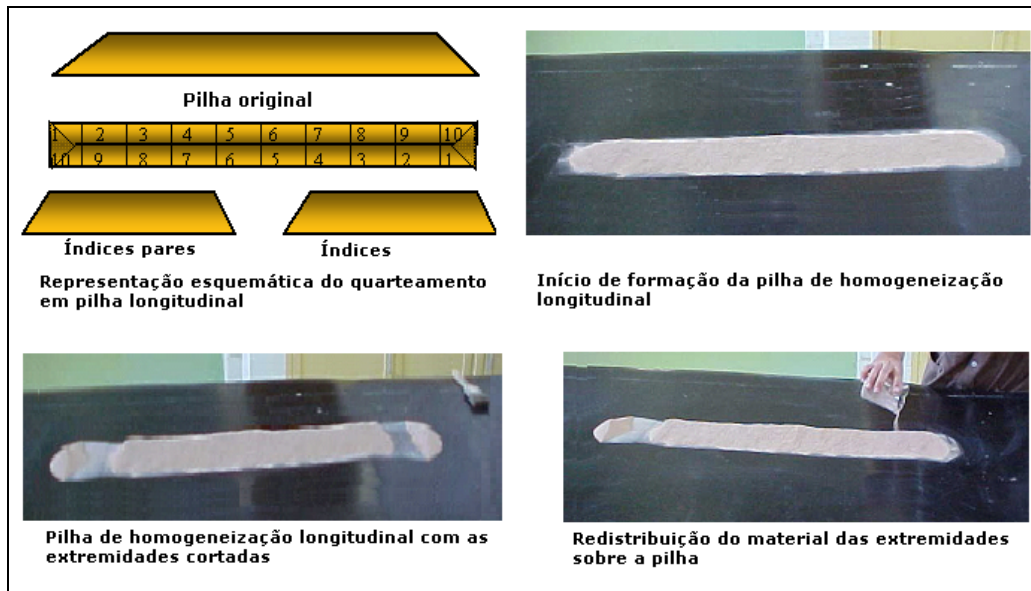 Pilha original
1 2 3 4 5 6 7 8 9 10
10 9 8 7 6 5 4 3 2 1
Índices pares
Índices
Representação esquemática do quarteamento
em pilha longitudinal
Início de formação da pilha de homogeneização
longitudinal
Pilha de homogeneização longitudinal com as
extremidades cortadas
Redistribuição do material das extremidades
sobre a pilha